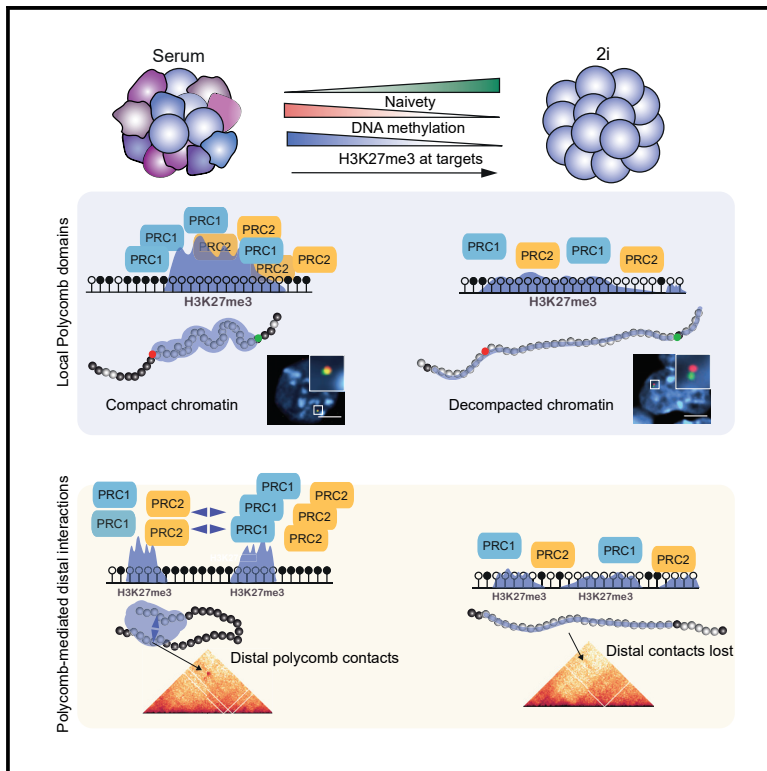 Serum
2i
Naivety
DNA methylation
H3K27me3 at targets
Local Polycomb domains
PRC1
PRC2
PRC1
PRC2
PRC1
PRC1
PRC2
PRC2
H3K27me3
PRC1
PRC2
PRC1
PRC2
H3K27me3
Compact chromatin
Decompacted chromatin
Polycomb-mediated distal interactions
PRC1
PRC2
PRC1
PRC2
PRC1
PRC1
PRC1
PRC2
PRC2
PRC2
H3K27me3
H3K27me3
PRC1
PRC2
PRC1
PRC2
H3K27me3
H3K27me3
Distal polycomb contacts
Distal contacts lost